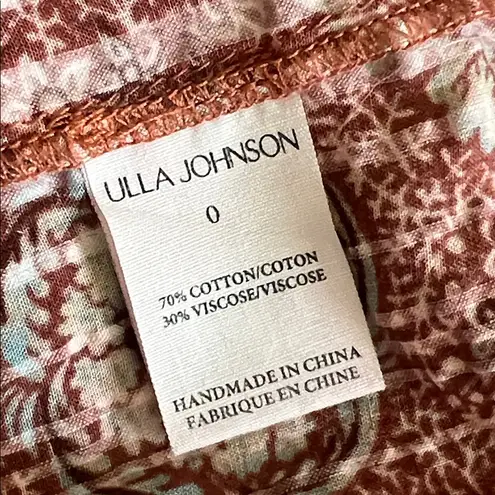 ULLA JOHNSON
0
70% COTTON/COTON
30% VISCOSE/VISCOSE
HANDMADE IN CHINA
FABRIQUE EN CHINE